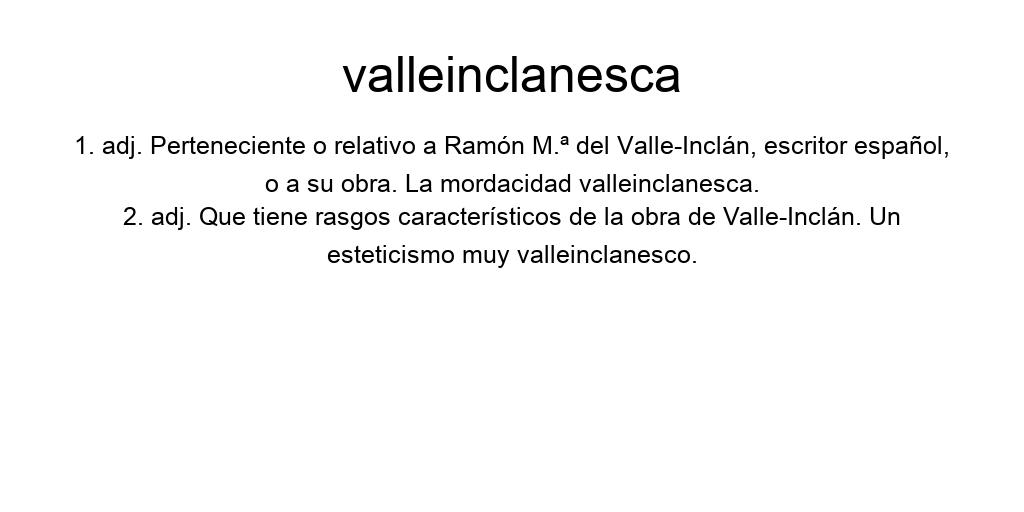 valleinclanesca
1. adj. Perteneciente o relativo a Ramón M.ª del Valle-Inclán, escritor español,
o a su obra. La mordacidad valleinclanesca.
2. adj. Que tiene rasgos característicos de la obra de Valle-Inclán. Un
esteticismo muy valleinclanesco.